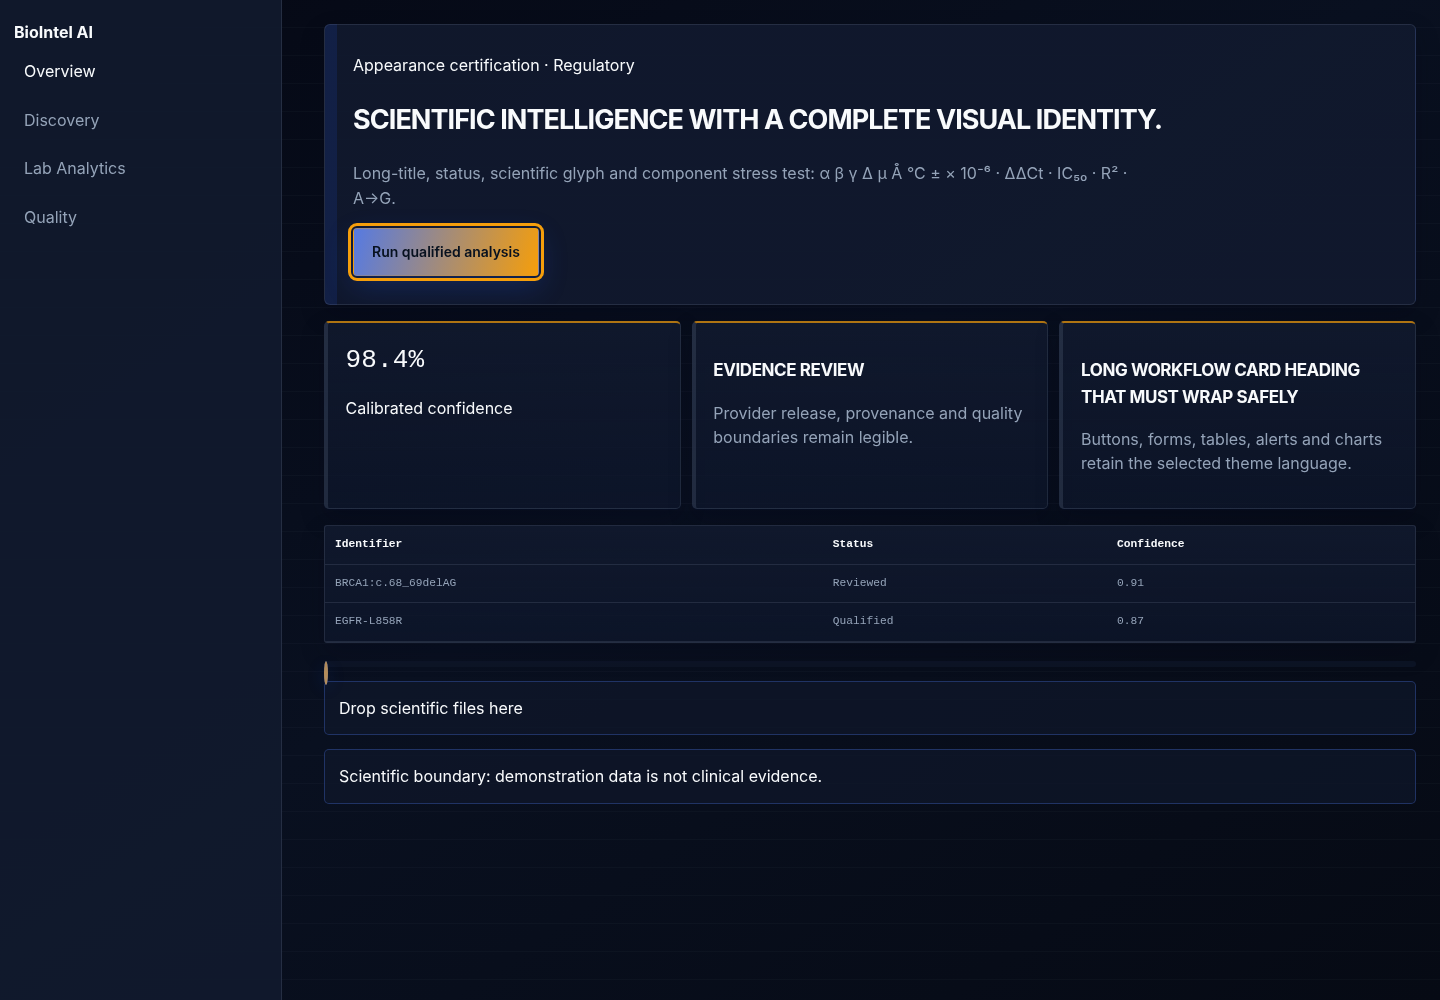 BioIntel AI
Overview
Discovery
Lab Analytics
Quality
Appearance certification · Regulatory
SCIENTIFIC INTELLIGENCE WITH A COMPLETE VISUAL IDENTITY.
Long-title, status, scientific glyph and component stress test: α β γ Δ μ Å °C ± × 10⁻⁶ · ΔΔCt · IC₅₀ · R² ·
A→G.
Run qualified analysis
98.4%
Calibrated confidence
EVIDENCE REVIEW
Provider release, provenance and quality
boundaries remain legible.
LONG WORKFLOW CARD HEADING
THAT MUST WRAP SAFELY
Buttons, forms, tables, alerts and charts
retain the selected theme language.
Identifier Status Confidence
BRCA1:c.68_69delAG Reviewed 0.91
EGFR-L858R Qualified 0.87
Drop scientific files here
Scientific boundary: demonstration data is not clinical evidence.